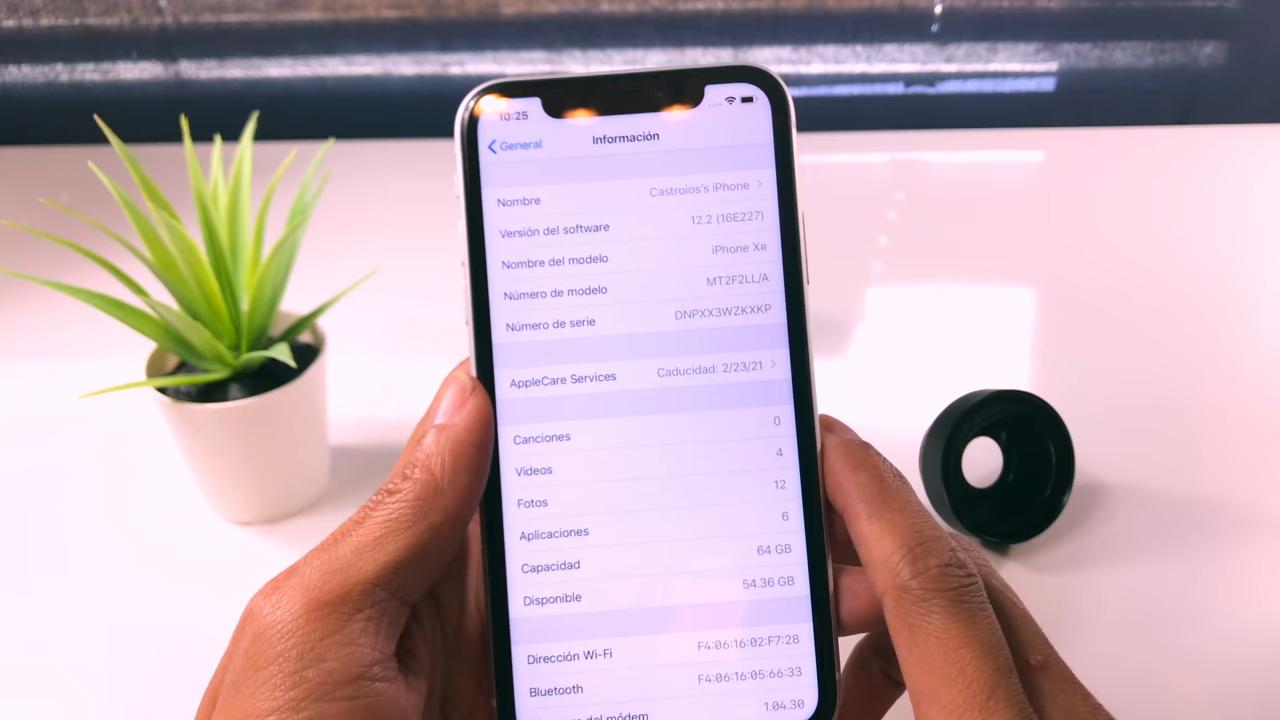 10:25
General
Información
Nombre Castroios's iPhone
Versión del software 12.2 (16E227)
Nombre del modelo iPhone XR
Número de modelo MT2F2LL/A
Número de serie DNPXX3WZKXKP
AppleCare Services Caducidad: 2/23/21
Canciones 0
Videos 4
Fotos 12
Aplicaciones 6
Capacidad 64 GB
Disponible 54.36 GB
Dirección Wi-Fi F4:06:16:02:F7:28
Bluetooth F4:06:16:05:66:33
del módem 1.04.30